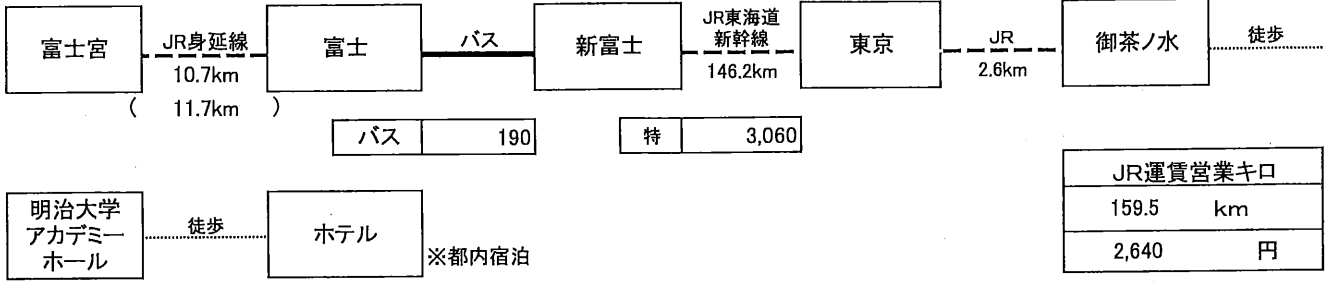 富士宮
JR身延線
10.7km
( 11.7km )
富士
バス
新富士
JR東海道
新幹線
146.2km
東京
JR
2.6km
御茶ノ水
徒歩
バス 190
特 3,060
JR運賃営業キロ
159.5 km
2,640 円
明治大学
アカデミー
ホール
徒歩
ホテル
※都内宿泊